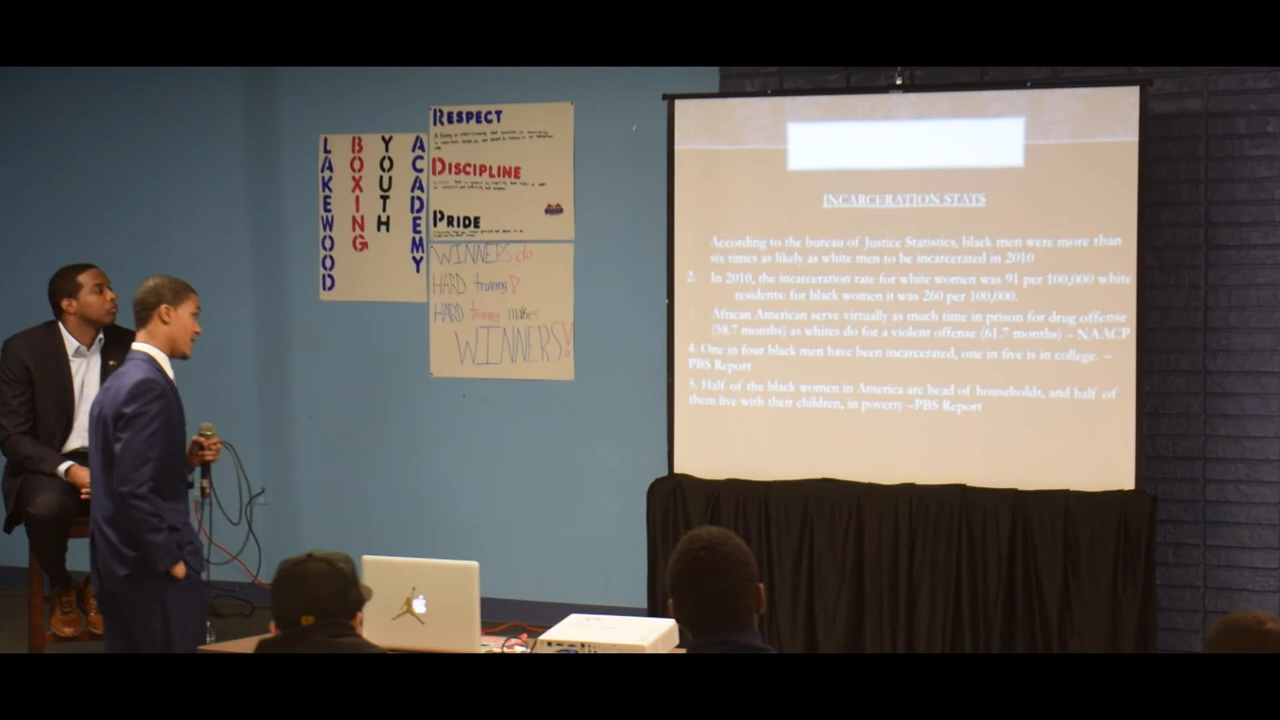 LAKEWOOD
BOXING
YOUTH
ACADEMY
RESPECT
DISCIPLINE
PRIDE
WINNERS do
HARD training!
HARD training makes
WINNERS!
INCARCERATION STATS
According to the bureau of Justice Statistics, black men were more than
six times as likely as white men to be incarcerated in 2010
2. In 2010, the incarceration rate for white women was 91 per 100,000 white
residents: for black women it was 260 per 100,000.
African American serve virtually as much time in prison for drug offense
(58.7 months) as whites do for a violent offense (61.7 months) – NAACP
4. One in four black men have been incarcerated, one in five is in college. –
PBS Report
5. Half of the black women in America are head of households, and half of
them live with their children, in poverty –PBS Report